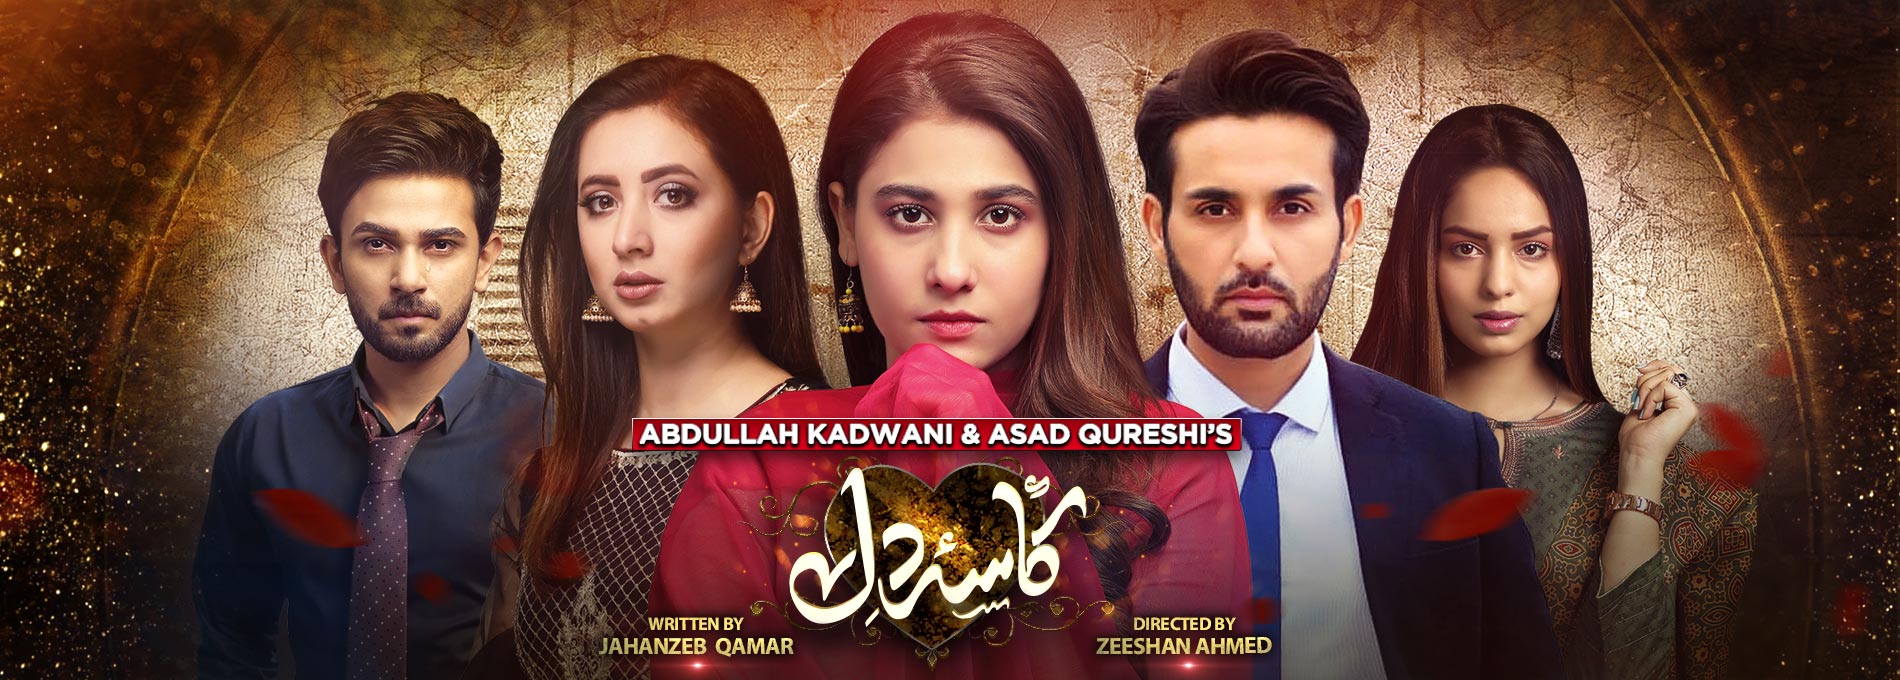 ABDULLAH KADWANI & ASAD QURESHI'S
کاسۂ دل
WRITTEN BY
JAHANZEB QAMAR
DIRECTED BY
ZEESHAN AHMED